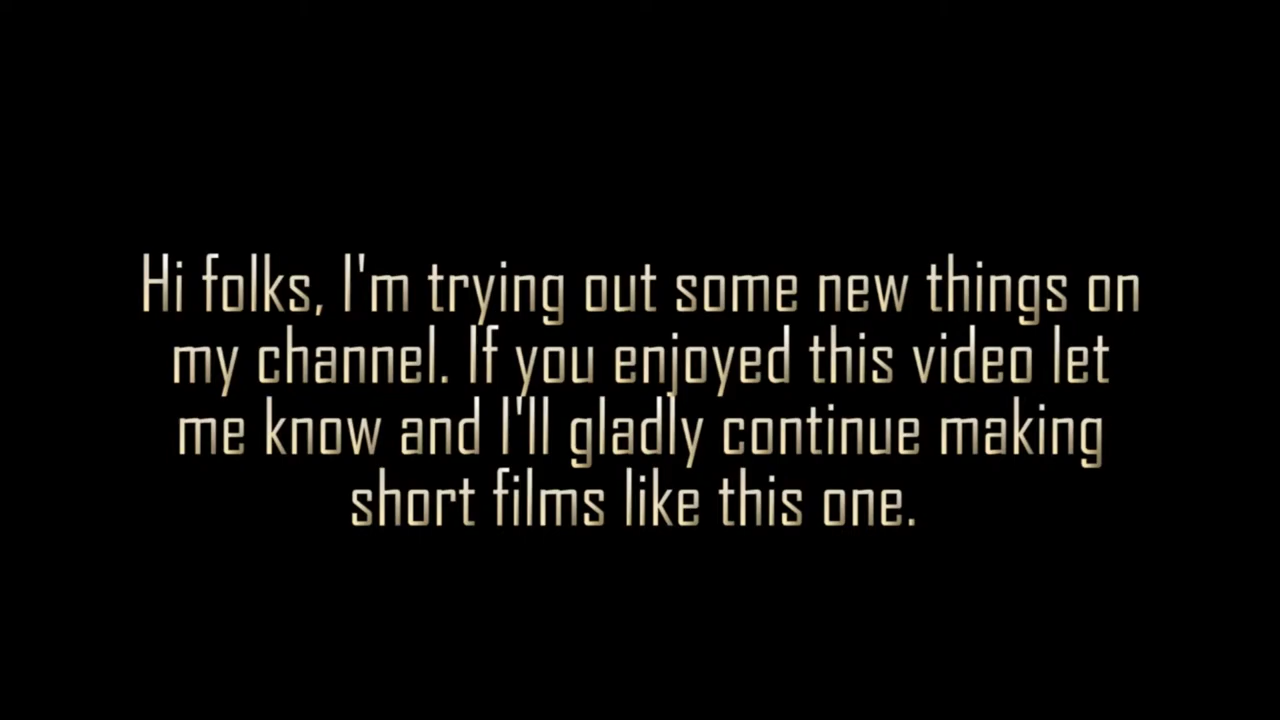 Hi folks, I'm trying out some new things on
my channel. If you enjoyed this video let
me know and I'll gladly continue making
short films like this one.